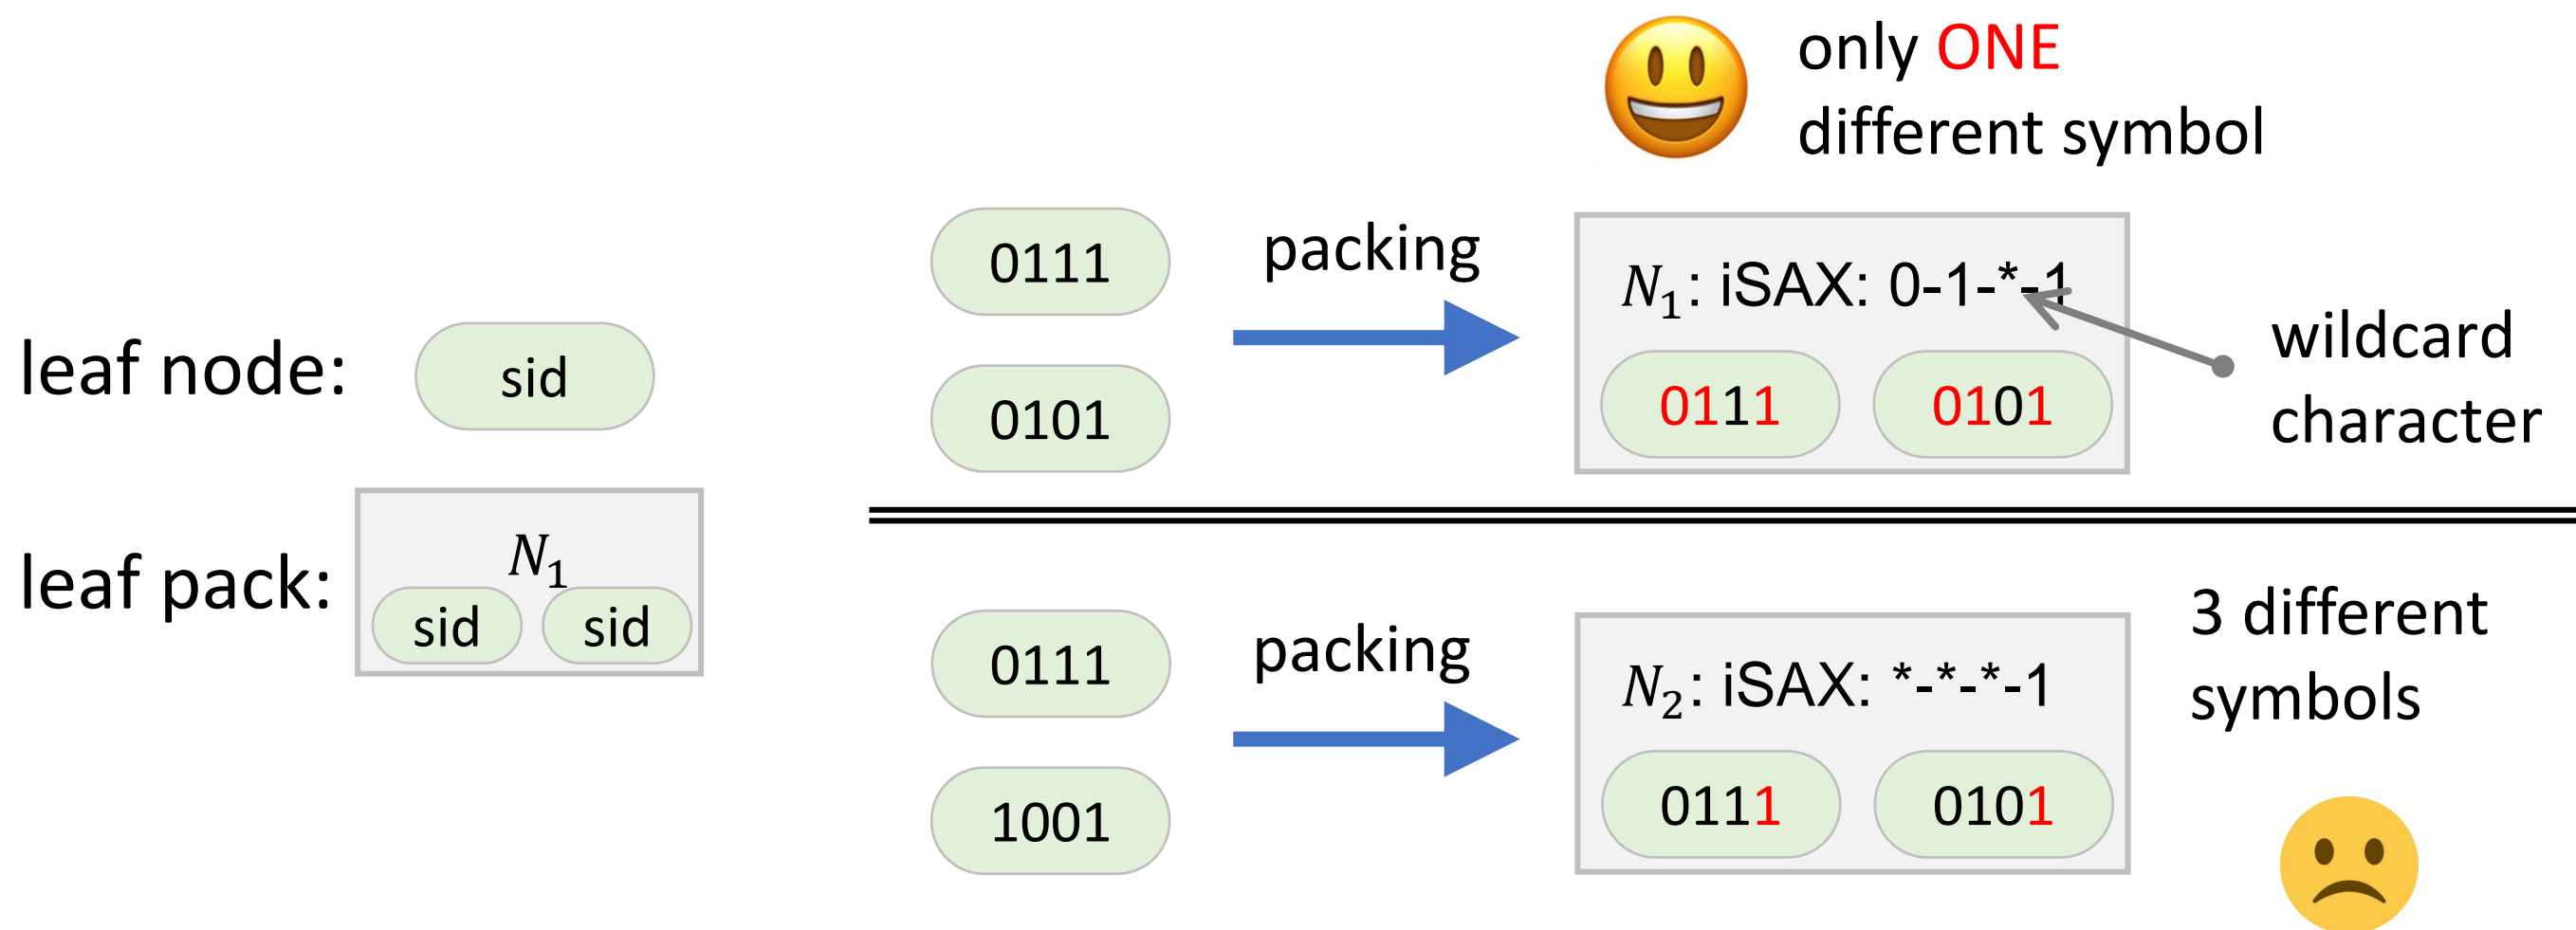 leaf node:
sid
leaf pack:
N₁
sid sid
0111
0101
packing
only ONE
different symbol
N₁: iSAX: 0-1-*-1
0111 0101
wildcard
character
0111
1001
packing
N₂: iSAX: *-*-*-1
0111 0101
3 different
symbols